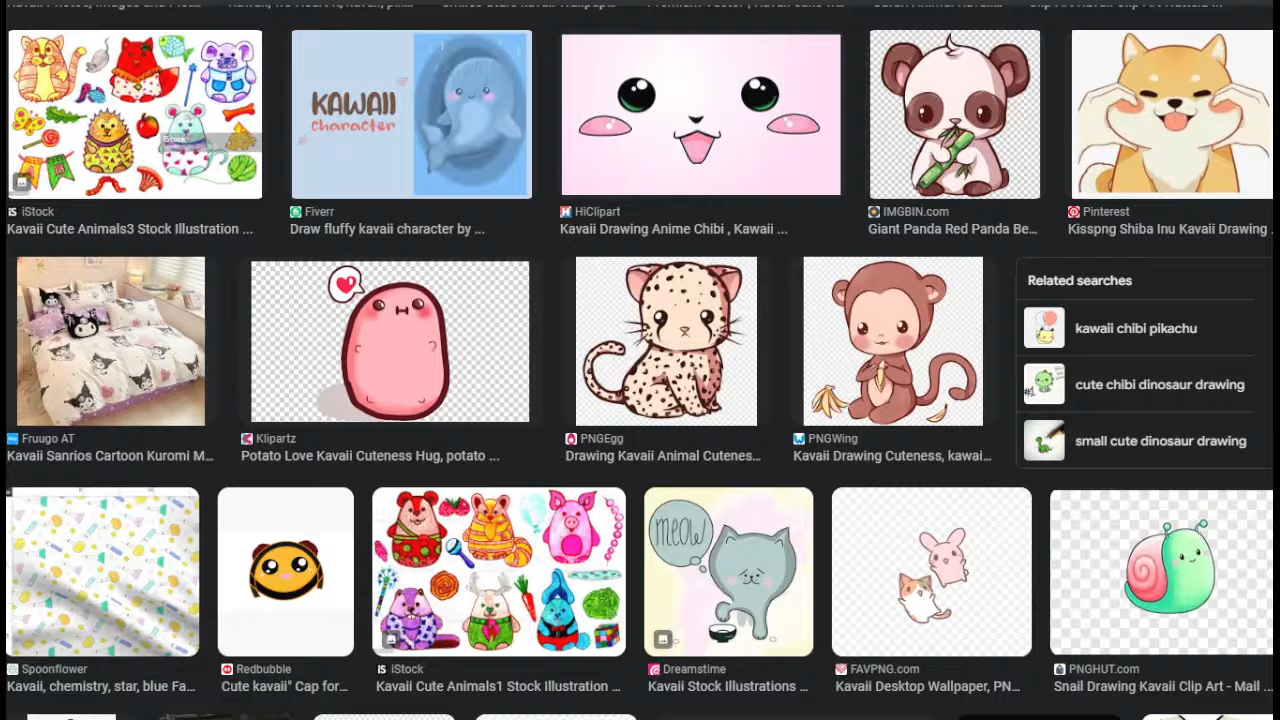 KAWAII
character
iStock
Kavaii Cute Animals3 Stock Illustration ...
Fiverr
Draw fluffy kavaii character by ...
HiClipart
Kavaii Drawing Anime Chibi , Kawaii ...
IMGBIN.com
Giant Panda Red Panda Be...
Pinterest
Kisspng Shiba Inu Kavaii Drawing
Related searches
kawaii chibi pikachu
#1
cute chibi dinosaur drawing
small cute dinosaur drawing
Fruugo AT
Kavaii Sanrios Cartoon Kuromi M...
Klipartz
Potato Love Kavaii Cuteness Hug, potato ...
PNGEgg
Drawing Kavaii Animal Cutenes...
PNGWing
Kavaii Drawing Cuteness, kawai...
meow
Spoonflower
Kavaii, chemistry, star, blue Fa...
Redbubble
Cute kavaii" Cap for...
iStock
Kavaii Cute Animals1 Stock Illustration ...
Dreamstime
Kavaii Stock Illustrations ...
FAVPNG.com
Kavaii Desktop Wallpaper, PN...
PNGHUT.com
Snail Drawing Kavaii Clip Art - Mail ...